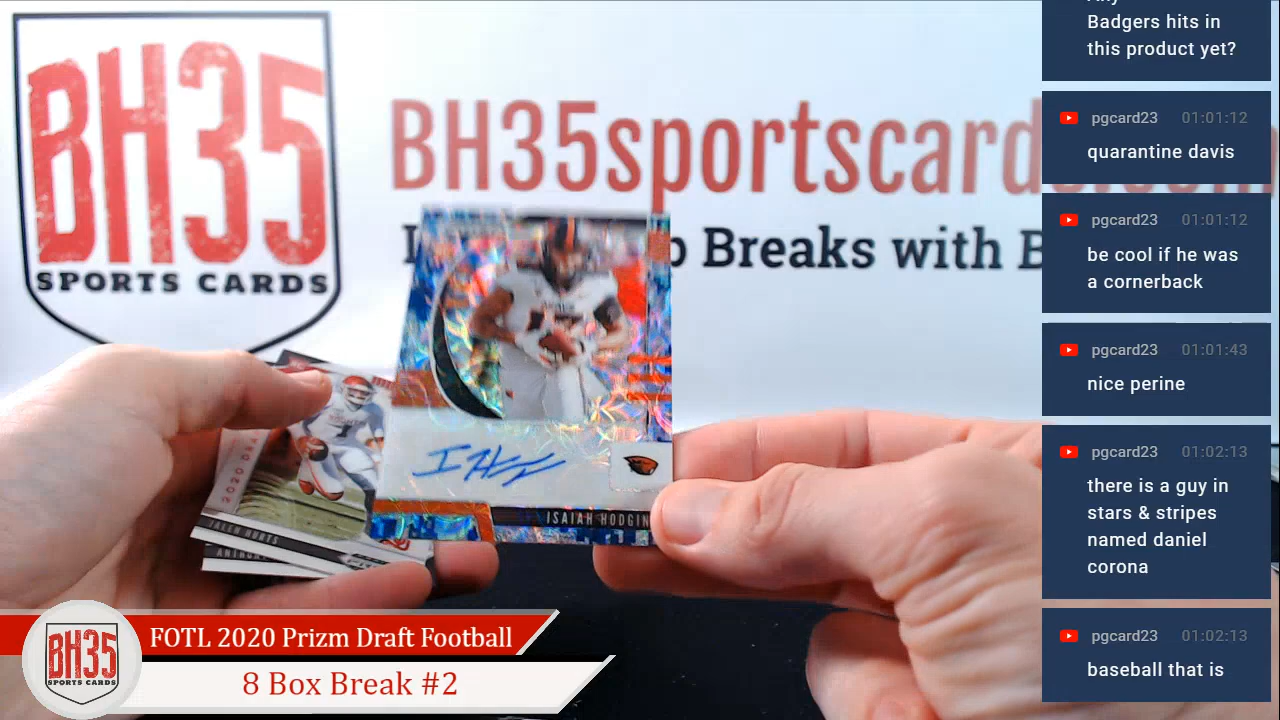 BH35
SPORTS CARDS
BH35sportscards.com
Breaks with B
2020 DRA
JALEN HURTS
ISAIAH HODGIN
BH35
SPORTS CARDS
FOTL 2020 Prizm Draft Football
8 Box Break #2
Badgers hits in
this product yet?
pgcard23 01:01:12
quarantine davis
pgcard23 01:01:12
be cool if he was
a cornerback
pgcard23 01:01:43
nice perine
pgcard23 01:02:13
there is a guy in
stars & stripes
named daniel
corona
pgcard23 01:02:13
baseball that is